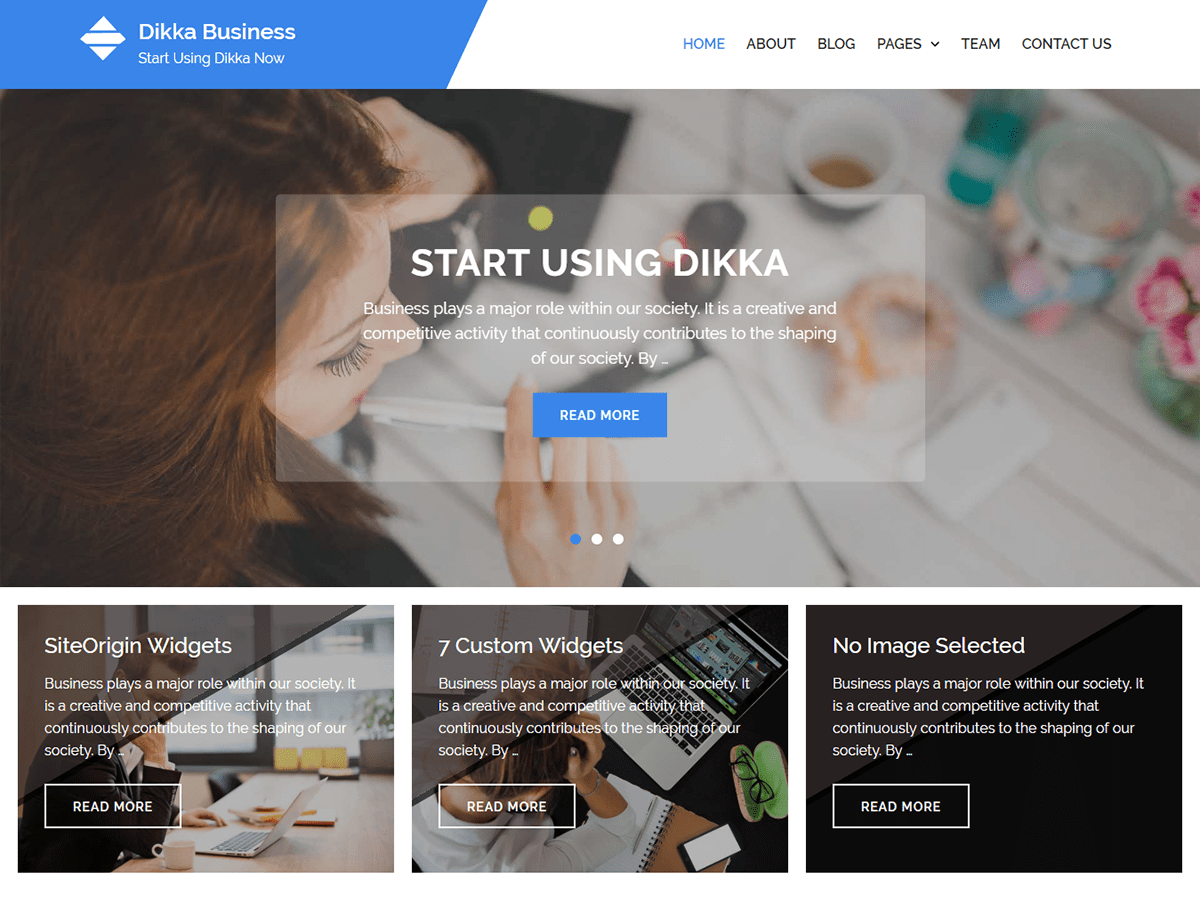 Dikka Business
Start Using Dikka Now
HOME ABOUT BLOG PAGES TEAM CONTACT US
START USING DIKKA
Business plays a major role within our society. It is a creative and
competitive activity that continuously contributes to the shaping
of our society. By ...
READ MORE
SiteOrigin Widgets
Business plays a major role within our society. It
is a creative and competitive activity that
continuously contributes to the shaping of our
society. By ...
READ MORE
7 Custom Widgets
Business plays a major role within our society. It
is a creative and competitive activity that
continuously contributes to the shaping of our
society. By ...
READ MORE
No Image Selected
Business plays a major role within our society. It
is a creative and competitive activity that
continuously contributes to the shaping of our
society. By ...
READ MORE